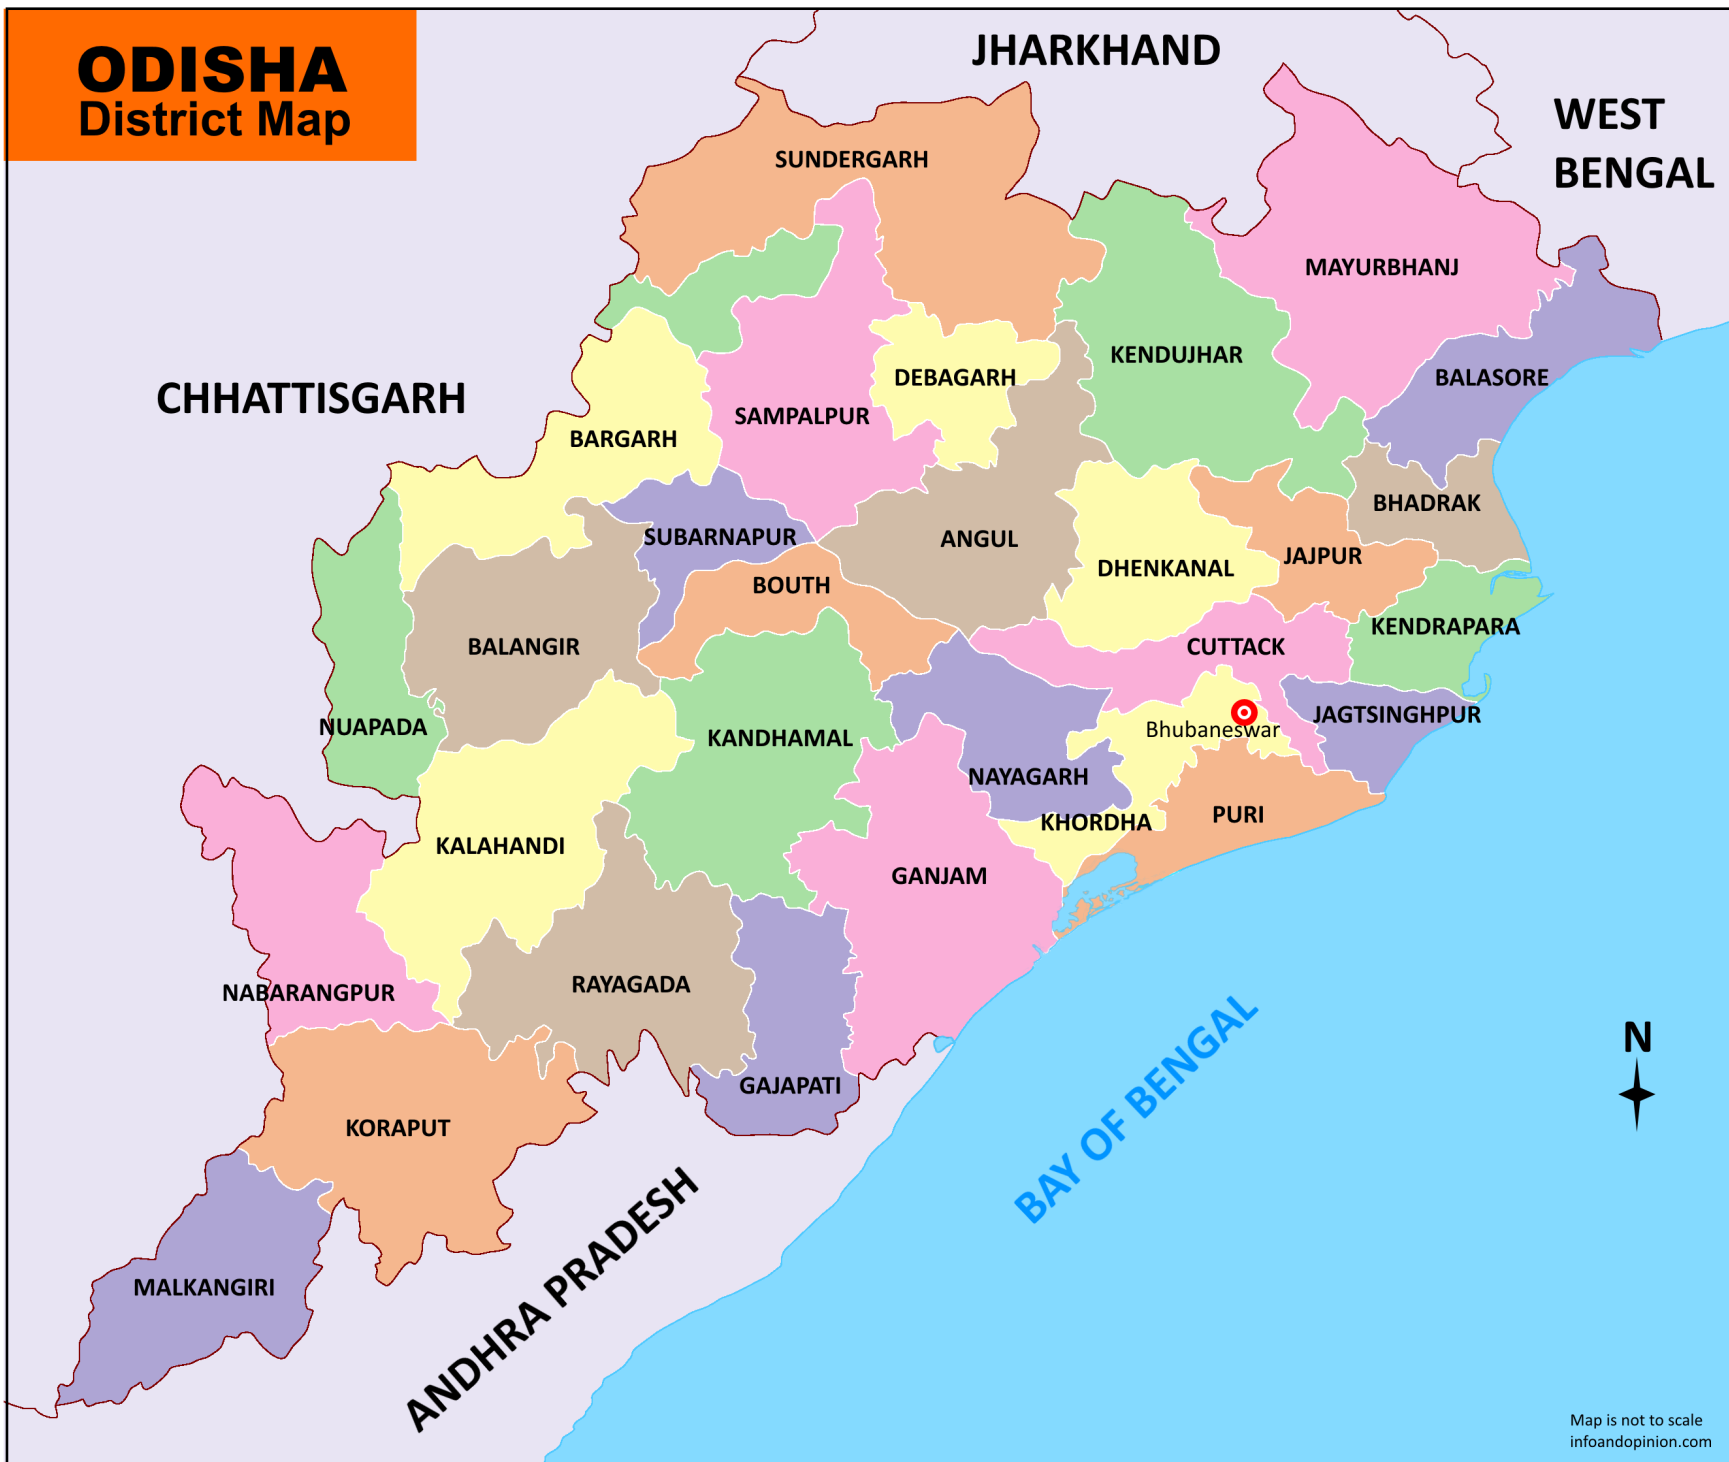 ODISHA
District Map
JHARKHAND
WEST
BENGAL
SUNDERGARH
MAYURBHANJ
KENDUJHAR
CHHATTISGARH
DEBAGARH
BALASORE
SAMPALPUR
BARGARH
BHADRAK
SUBARNAPUR
ANGUL
JAJPUR
DHENKANAL
BOUTH
KENDRAPARA
BALANGIR
CUTTACK
JAGTSINGHPUR
NUAPADA
Bhubaneswar
KANDHAMAL
NAYAGARH
PURI
KHORDHA
KALAHANDI
GANJAM
RAYAGADA
NABARANGPUR
N
GAJAPATI
BAY OF BENGAL
KORAPUT
MALKANGIRI
ANDHRA PRADESH
Map is not to scale
infoandopinion.com